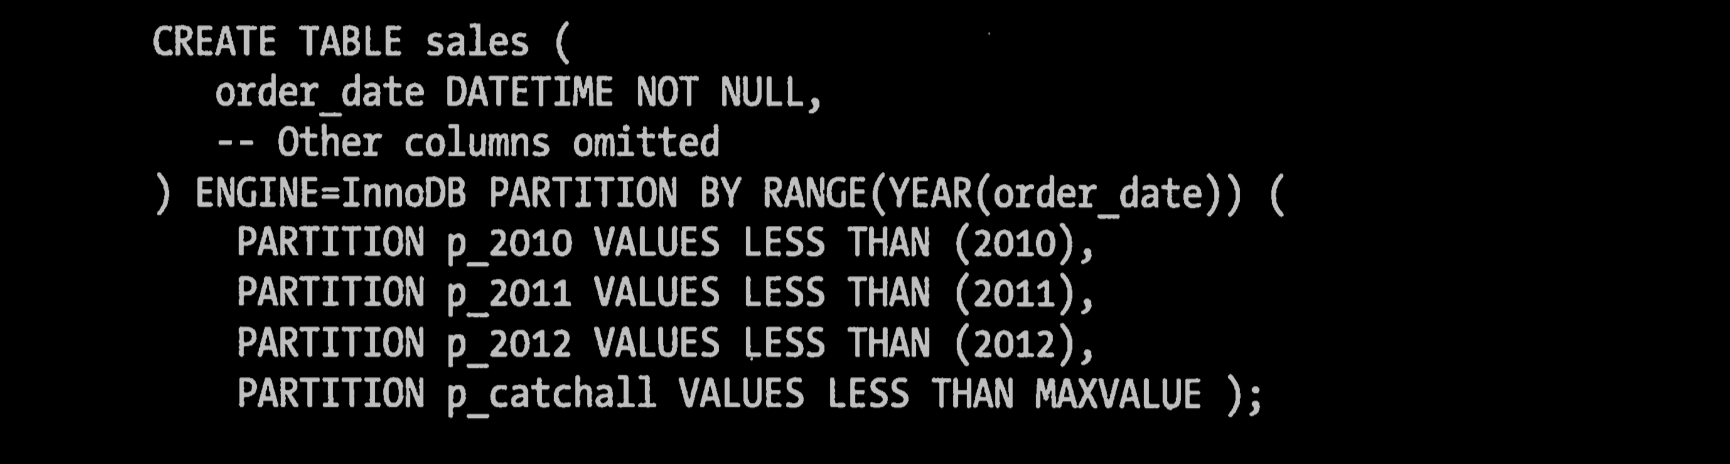 CREATE TABLE sales (
order_date DATETIME NOT NULL,
-- Other columns omitted
) ENGINE=InnoDB PARTITION BY RANGE(YEAR(order_date)) (
PARTITION p_2010 VALUES LESS THAN (2010),
PARTITION p_2011 VALUES LESS THAN (2011),
PARTITION p_2012 VALUES LESS THAN (2012),
PARTITION p_catchall VALUES LESS THAN MAXVALUE );